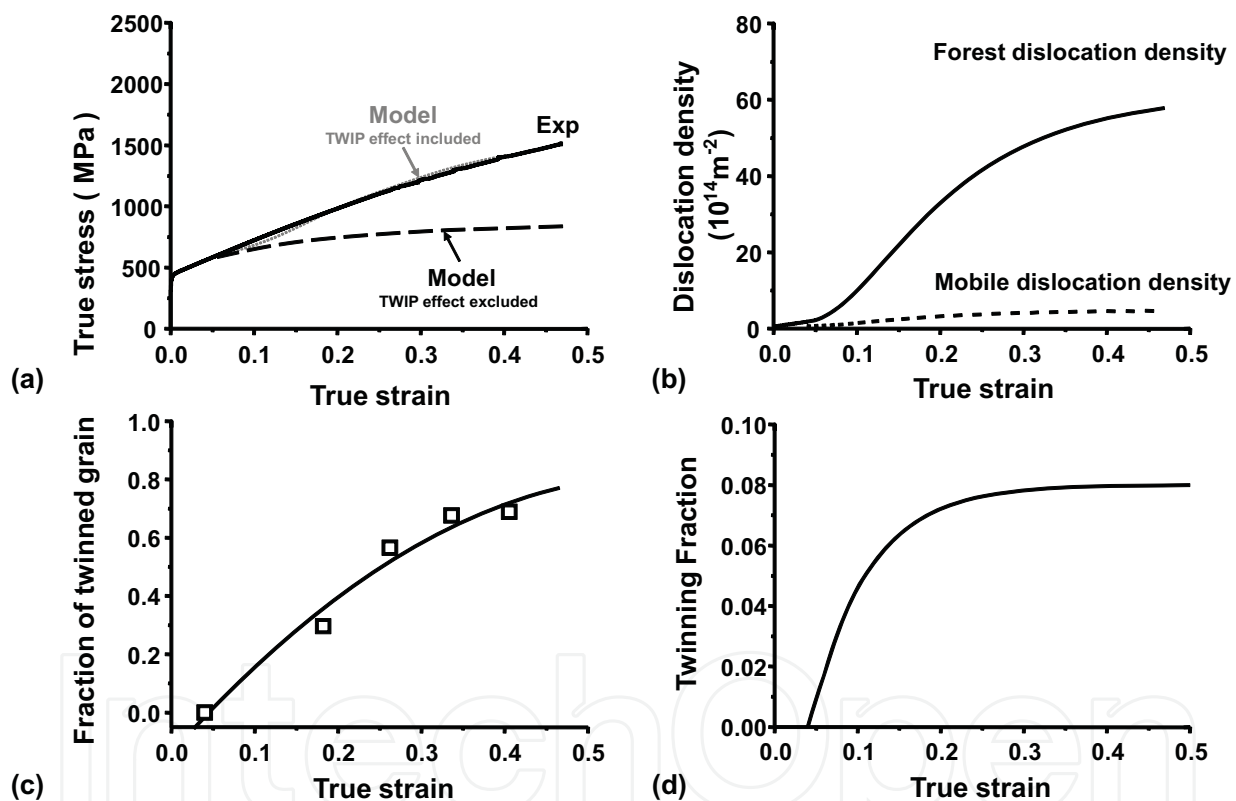 2500
2000
1500
1000
500
0
True stress ( MPa)
Model
TWIP effect included
Exp
Model
TWIP effect excluded
0.0 0.1 0.2 0.3 0.4 0.5
True strain
(a)
80
60
40
20
0
Dislocation density
(10¹⁴m⁻²)
Forest dislocation density
Mobile dislocation density
0.0 0.1 0.2 0.3 0.4 0.5
True strain
(b)
1.0
0.8
0.6
0.4
0.2
0.0
Fraction of twinned grain
0.0 0.1 0.2 0.3 0.4 0.5
True strain
(c)
0.10
0.08
0.06
0.04
0.02
0.00
Twinning Fraction
0.0 0.1 0.2 0.3 0.4 0.5
True strain
(d)
IntechOpen